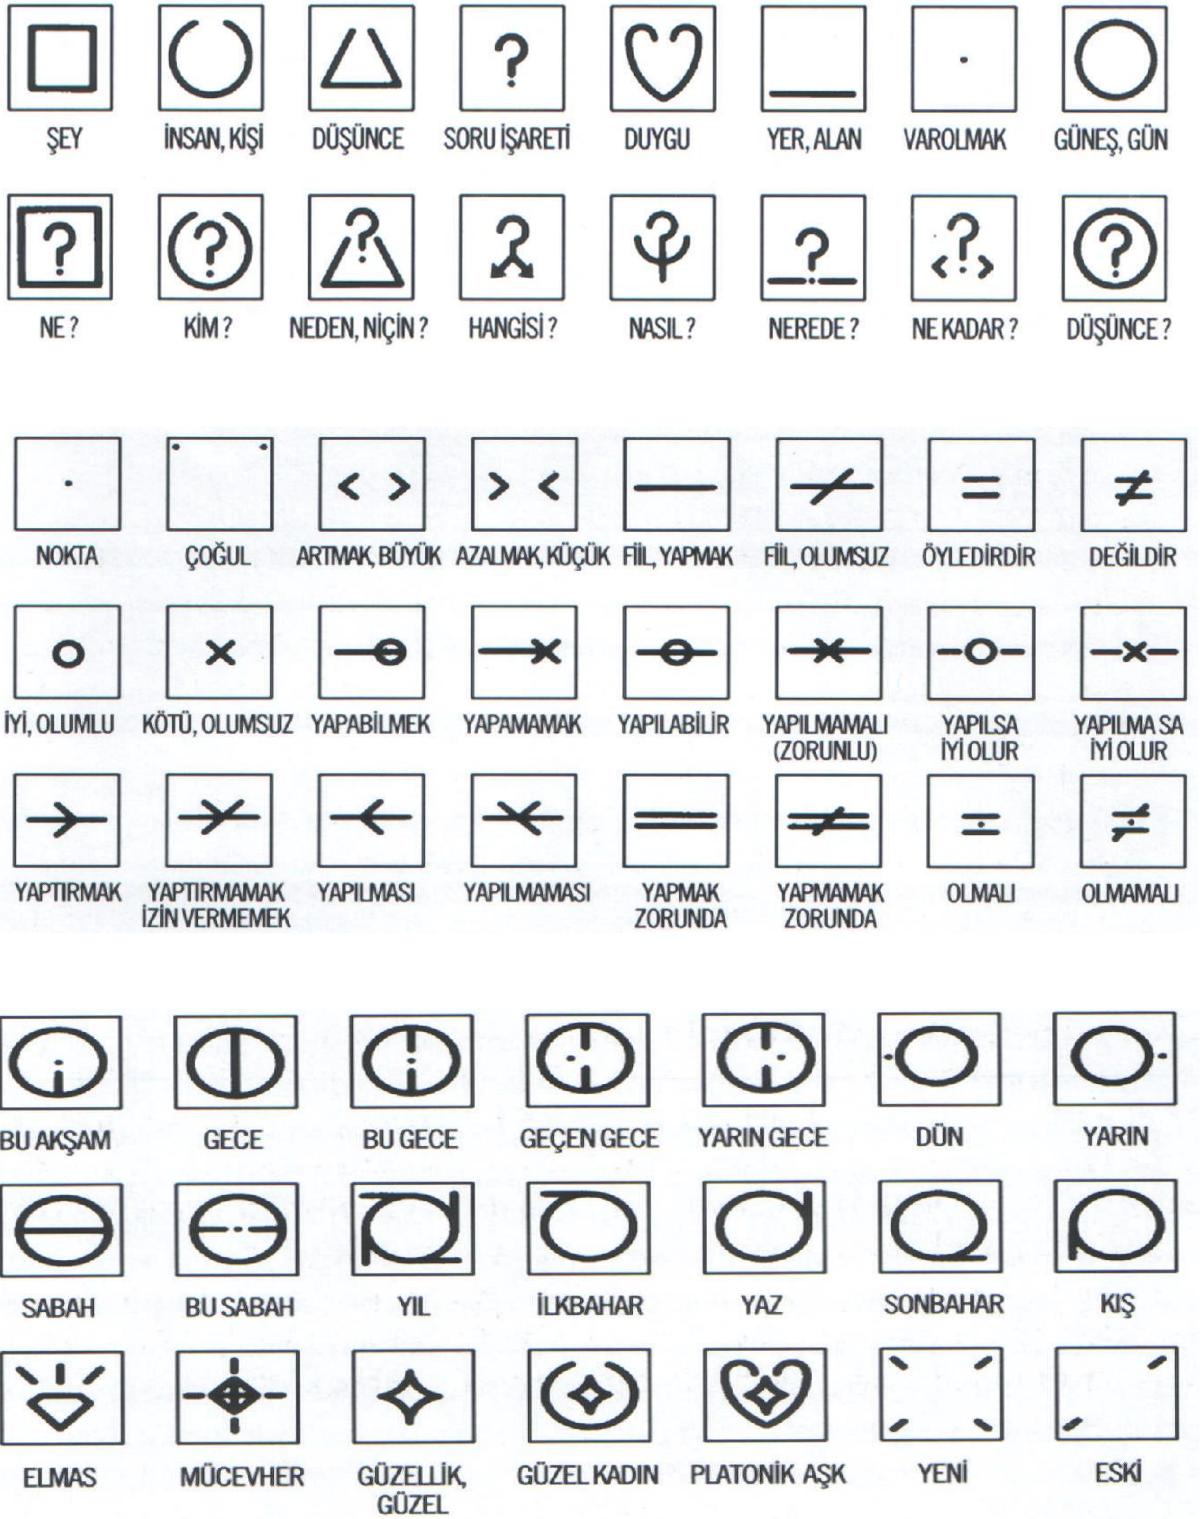 ŞEY İNSAN, KİŞİ DÜŞÜNCE SORU İŞARETİ DUYGU YER, ALAN VAROLMAK GÜNEŞ, GÜN
NE ? KİM ? NEDEN, NİÇİN ? HANGİSİ ? NASIL ? NEREDE ? NE KADAR ? DÜŞÜNCE ?
NOKTA ÇOĞUL ARTMAK, BÜYÜK AZALMAK, KÜÇÜK FİİL, YAPMAK FİİL, OLUMSUZ ÖYLEDİRDİR DEĞİLDİR
İYİ, OLUMLU KÖTÜ, OLUMSUZ YAPABİLMEK YAPAMAMAK YAPILABİLİR YAPILMAMALI YAPILSA YAPILMA SA
(ZORUNLU) İYİ OLUR İYİ OLUR
YAPTIRMAK YAPTIRMAMAK YAPILMASI YAPILMAMASI YAPMAK YAPMAMAK OLMALI OLMAMALI
İZİN VERMEMEK ZORUNDA ZORUNDA
BU AKŞAM GECE BU GECE GEÇEN GECE YARIN GECE DÜN YARIN
SABAH BU SABAH YIL İLKBAHAR YAZ SONBAHAR KIŞ
ELMAS MÜCEVHER GÜZELLİK, GÜZEL KADIN PLATONİK AŞK YENİ ESKİ
GÜZEL